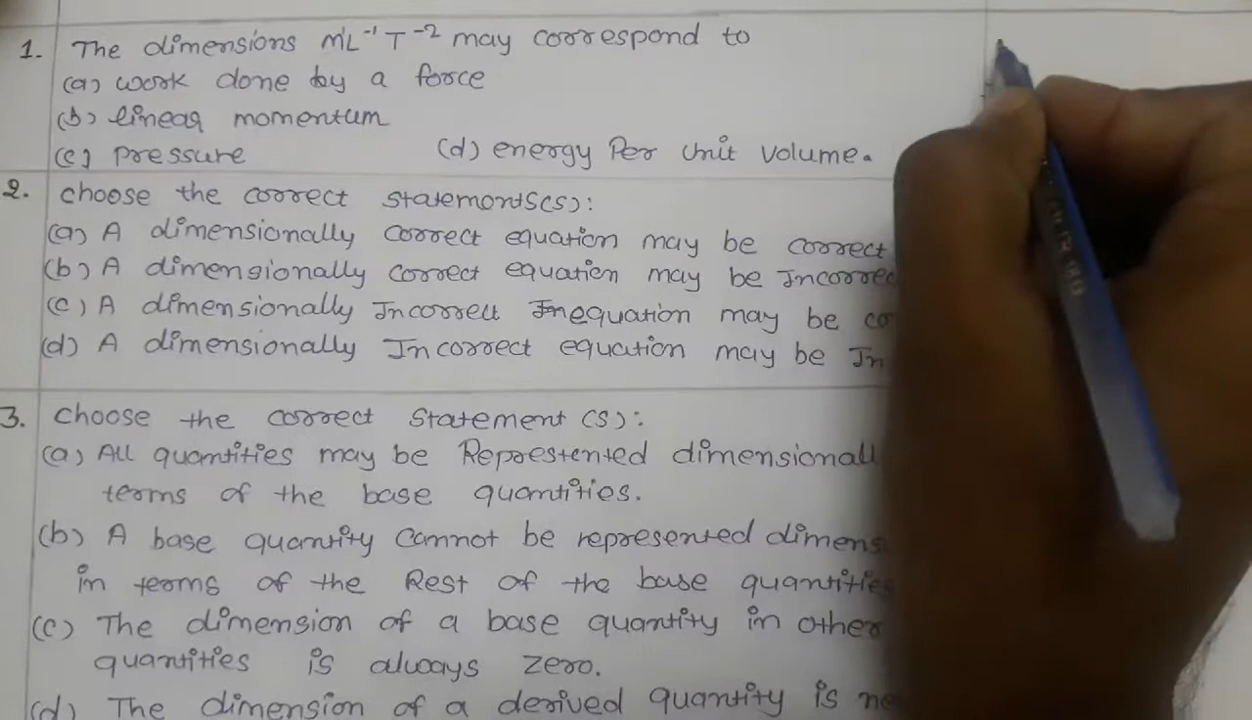 1. The dimensions ML⁻¹ T⁻² may correspond to
(a) work done by a force
(b) linear momentum
(c) pressure (d) energy Per Unit volume.
2. choose the correct Statements(s):
(a) A dimensionally correct equation may be correct
(b) A dimensionally correct equation may be Incorrec
(c) A dimensionally Incorrect Inequation may be co
(d) A dimensionally Incorrect equation may be In
3. choose the correct Statement (s):
(a) All quantities may be Represtented dimensionall
terms of the base quantities.
(b) A base quantity cannot be represented dimens
in terms of the Rest of the base quantities
(c) The dimension of a base quantity in other
quantities is always zero.
(d) The dimension of a derived quantity is ne